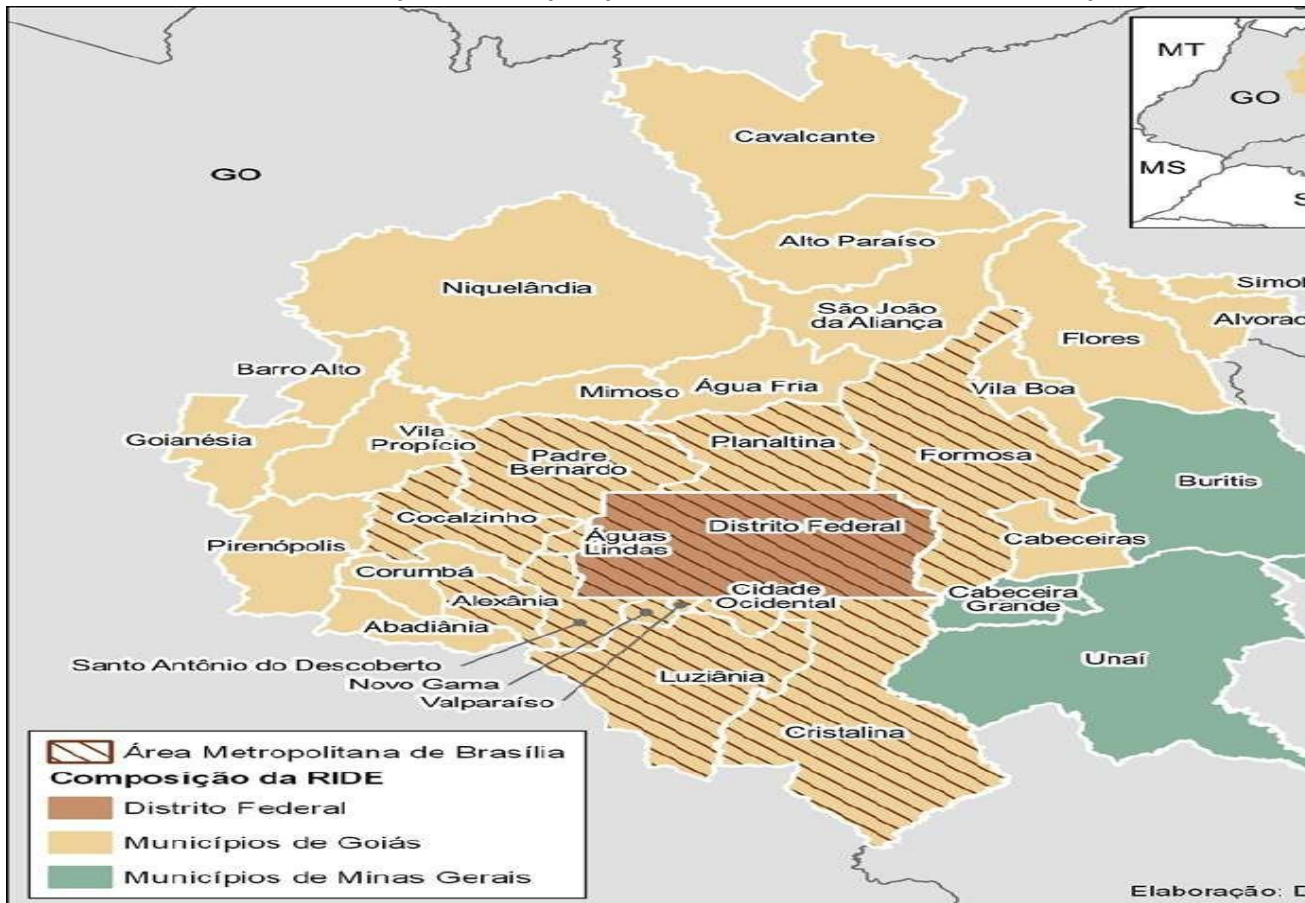 MT
GO
MS
S
GO
Cavalcante
Alto Paraíso
Niquelândia
São João
da Aliança
Simol
Alvorac
Flores
Barro Alto
Mimoso
Água Fria
Vila Boa
Goianésia
Vila
Propício
Padre
Bernardo
Planaltina
Formosa
Buritis
Cocalzinho
Águas
Lindas
Distrito Federal
Cabeceiras
Pirenópolis
Corumbá
Alexânia
Cidade
Ocidental
Cabeceira
Grande
Abadiânia
Unaí
Santo Antônio do Descoberto
Novo Gama
Valparaíso
Luziânia
Cristalina
Área Metropolitana de Brasília
Composição da RIDE
Distrito Federal
Municípios de Goiás
Municípios de Minas Gerais
Elaboração: D